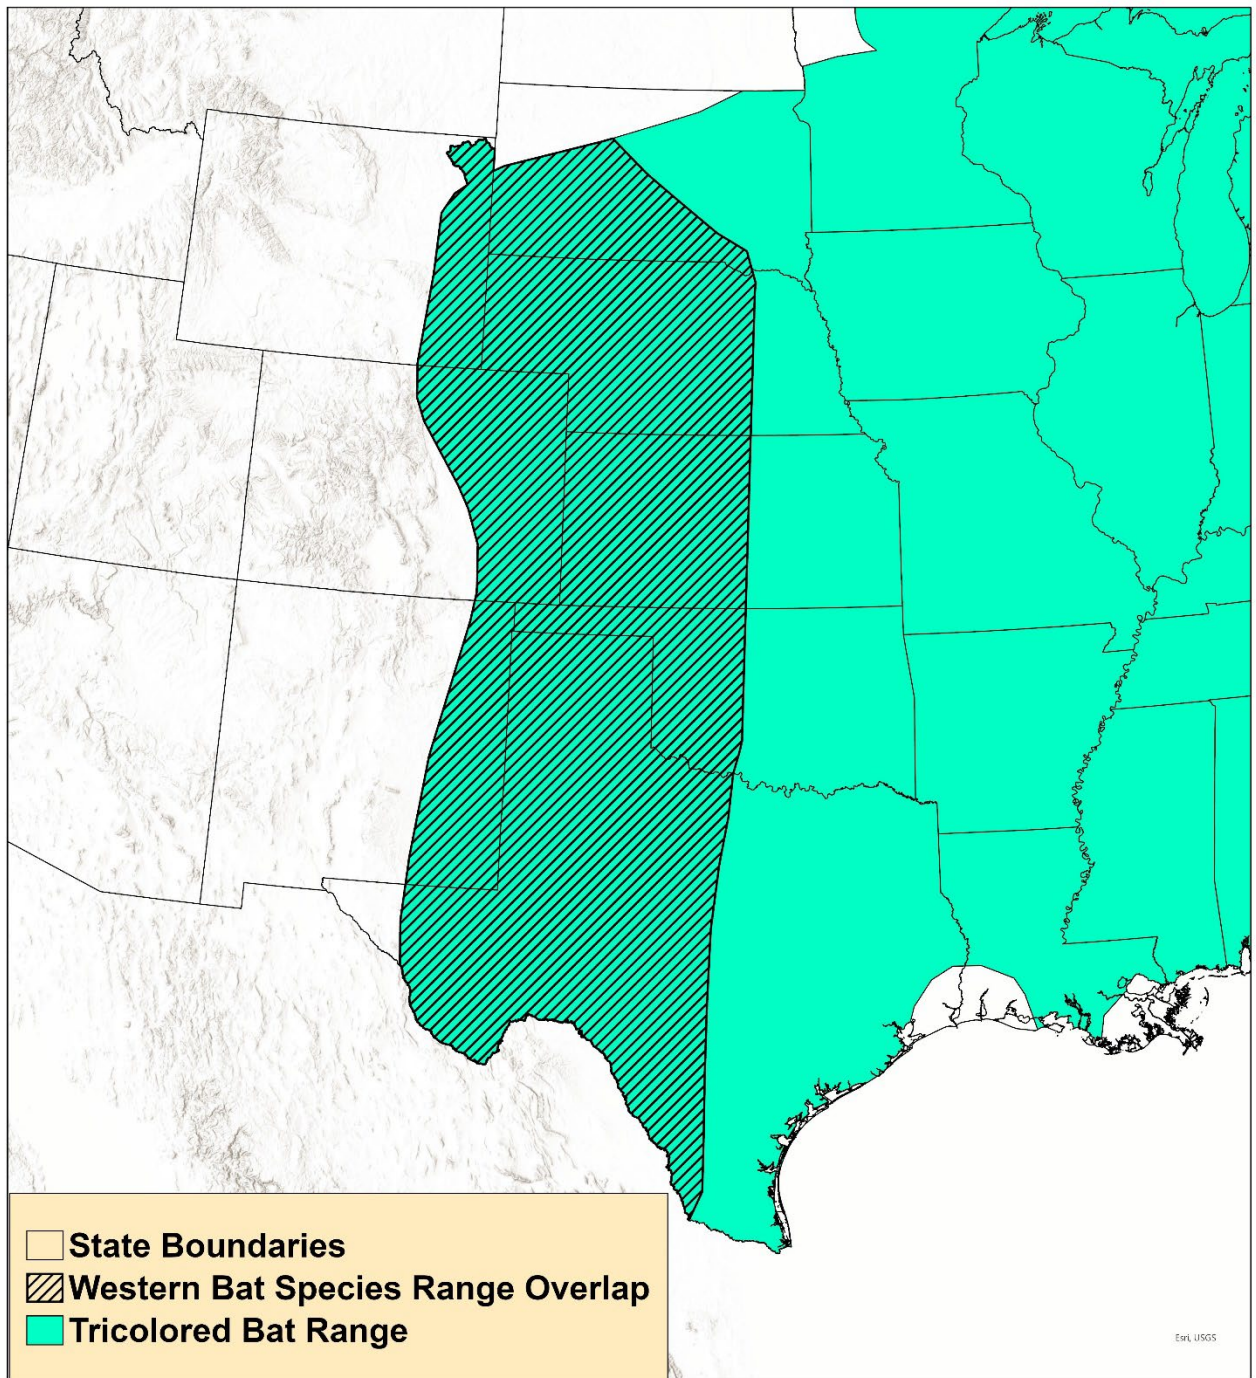 State Boundaries
Western Bat Species Range Overlap
Tricolored Bat Range
Esri, USGS